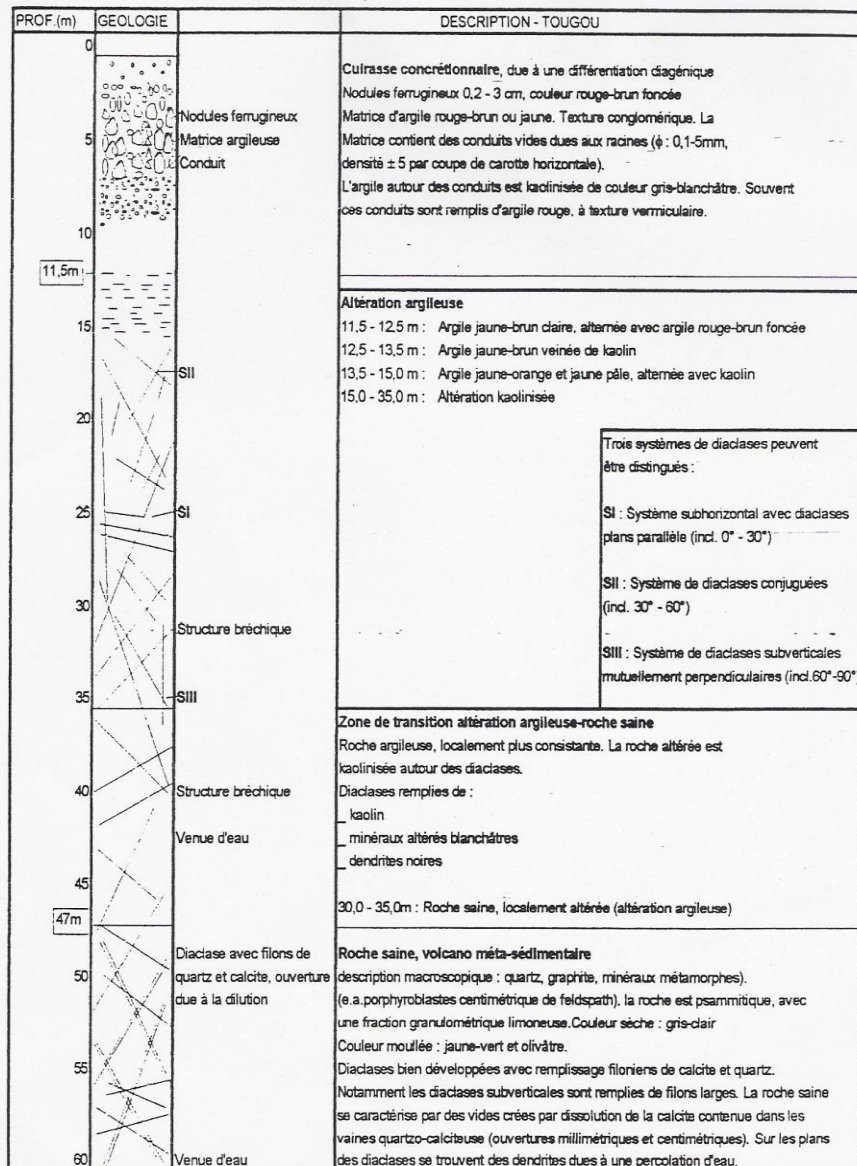 PROF.(m) GEOLOGIE DESCRIPTION - TOUGOU
0
Cuirasse concrétionnaire, due à une différentiation diagénique
Nodules ferrugineux 0,2 - 3 cm, couleur rouge-brun foncée
Nodules ferrugineux
Matrice d'argile rouge-brun ou jaune. Texture conglomérique. La
5
Matrice argileuse
Matrice contient des conduits vides dues aux racines (ϕ : 0,1-5mm,
Conduit
densité ± 5 par coupe de carotte horizontale).
L'argile autour des conduits est kaolinisée de couleur gris-blanchâtre. Souvent
ces conduits sont remplis d'argile rouge, à texture vermiculaire.
10
11,5m
Altération argileuse
15
11,5 - 12,5 m : Argile jaune-brun claire, alternée avec argile rouge-brun foncée
12,5 - 13,5 m : Argile jaune-brun veinée de kaolin
SII
13,5 - 15,0 m : Argile jaune-orange et jaune pâle, alternée avec kaolin
15,0 - 35,0 m : Altération kaolinisée
20
Trois systèmes de diaclases peuvent
être distingués :
25
SI
SI : Système subhorizontal avec diaclases
plans parallèle (incl. 0° - 30°)
SII : Système de diaclases conjuguées
30
(incl. 30° - 60°)
Structure bréchique
SIII : Système de diaclases subverticales
mutuellement perpendiculaires (incl.60°-90°)
35
SIII
Zone de transition altération argileuse-roche saine
Roche argileuse, localement plus consistante. La roche altérée est
kaolinisée autour des diaclases.
40
Structure bréchique
Diaclases remplies de :
_ kaolin
Venue d'eau
_ minéraux altérés blanchâtres
_ dendrites noires
45
30,0 - 35,0m : Roche saine, localement altérée (altération argileuse)
47m
Diaclase avec filons de
quartz et calcite, ouverture
due à la dilution
Roche saine, volcano méta-sédimentaire
50
description macroscopique : quartz, graphite, minéraux métamorphes).
(e.a.porphyroblastes centimétrique de feldspath). la roche est psammitique, avec
une fraction granulométrique limoneuse.Couleur sèche : gris-clair
Couleur moullée : jaune-vert et olivâtre.
55
Diaclases bien développées avec remplissage filoniens de calcite et quartz.
Notamment les diaclases subverticales sont remplies de filons larges. La roche saine
se caractérise par des vides crées par dissolution de la calcite contenue dans les
vaines quartzo-calciteuse (ouvertures millimétriques et centimétriques). Sur les plans
60
Venue d'eau
des diaclases se trouvent des dendrites dues à une percolation d'eau.